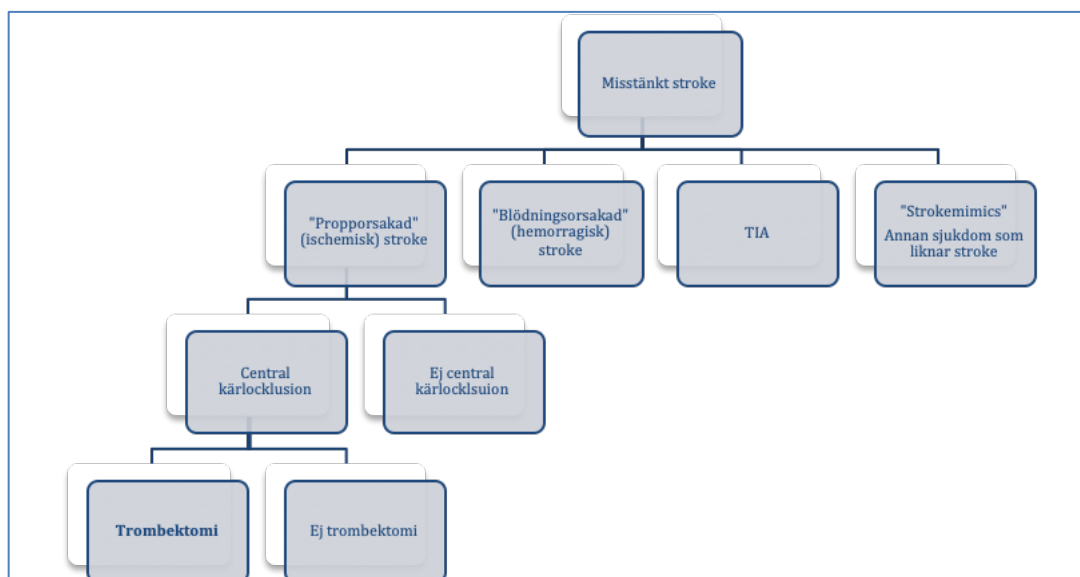 Misstänkt stroke
"Propporsakad"
(ischemisk) stroke
"Blödningsorsakad"
(hemorragisk)
stroke
TIA
"Strokemimics"
Annan sjukdom som
liknar stroke
Central
kärlocklusion
Ej central
kärlocklsuion
Trombektomi
Ej trombektomi